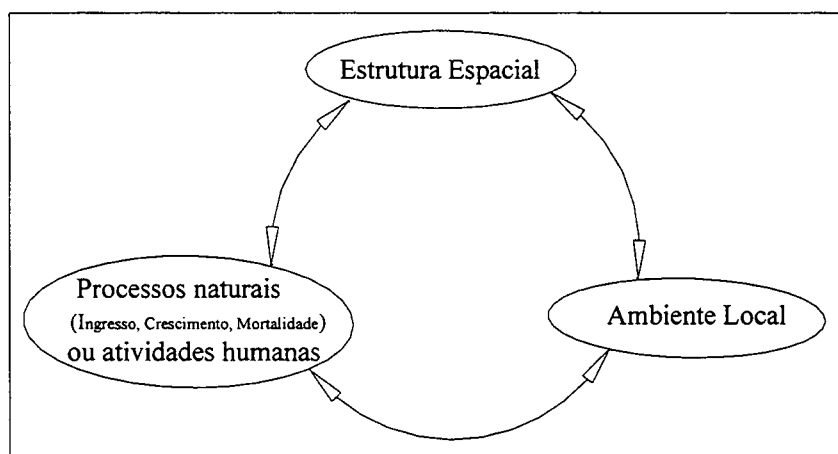 Estrutura Espacial
Processos naturais
(Ingresso, Crescimento, Mortalidade)
ou atividades humanas
Ambiente Local